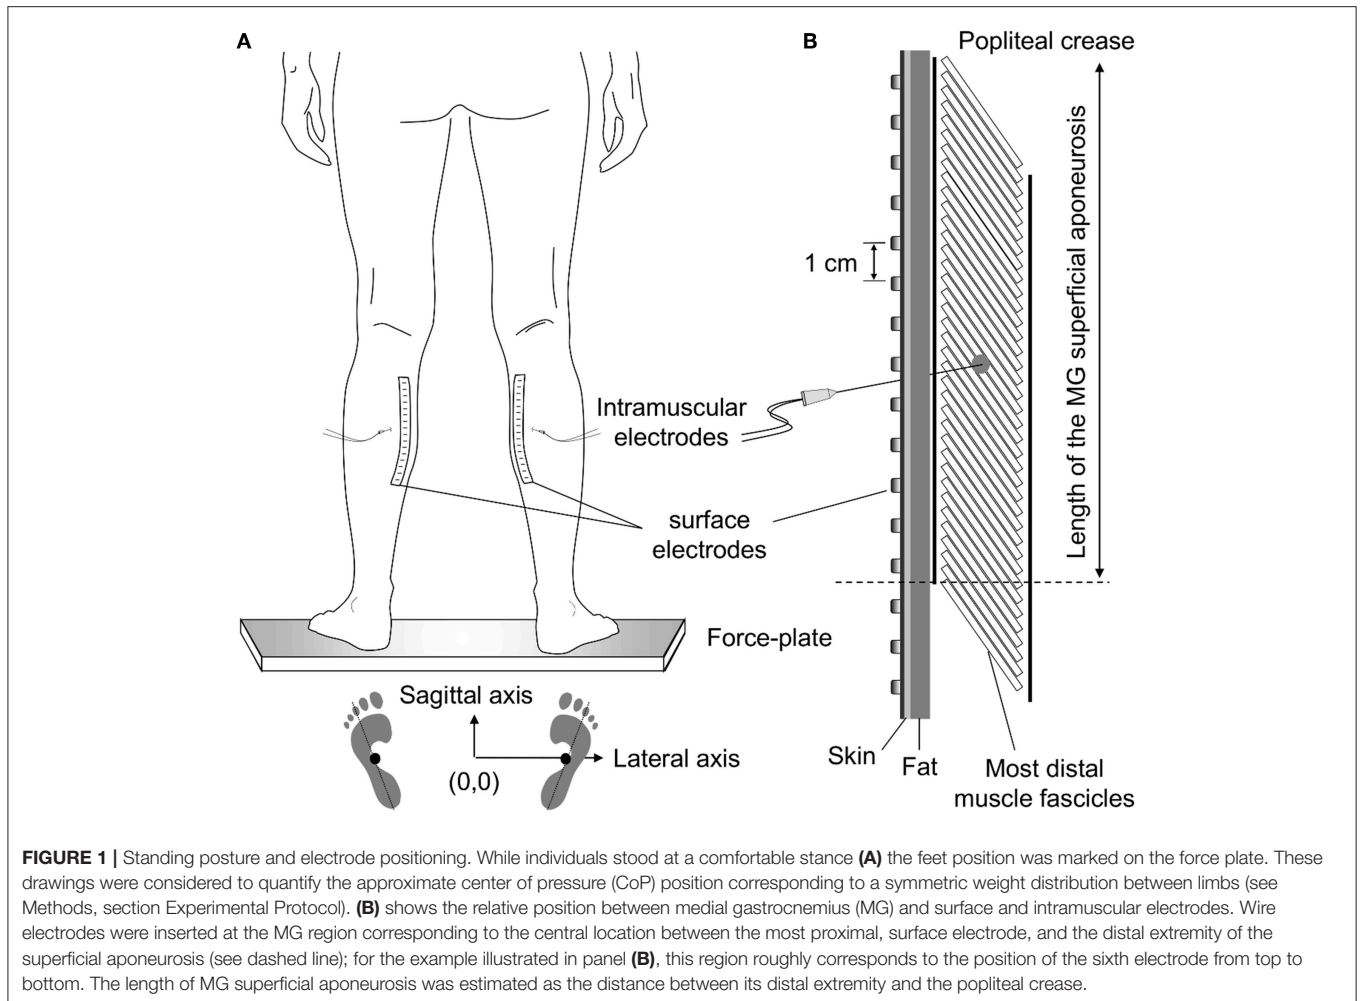 A
B
Popliteal crease
Length of the MG superficial aponeurosis
1 cm
Intramuscular
electrodes
surface
electrodes
Force-plate
Sagittal axis
Lateral axis
(0,0)
Skin
Fat
Most distal
muscle fascicles
FIGURE 1 | Standing posture and electrode positioning. While individuals stood at a comfortable stance (A) the feet position was marked on the force plate. These
drawings were considered to quantify the approximate center of pressure (CoP) position corresponding to a symmetric weight distribution between limbs (see
Methods, section Experimental Protocol). (B) shows the relative position between medial gastrocnemius (MG) and surface and intramuscular electrodes. Wire
electrodes were inserted at the MG region corresponding to the central location between the most proximal, surface electrode, and the distal extremity of the
superficial aponeurosis (see dashed line); for the example illustrated in panel (B), this region roughly corresponds to the position of the sixth electrode from top to
bottom. The length of MG superficial aponeurosis was estimated as the distance between its distal extremity and the popliteal crease.